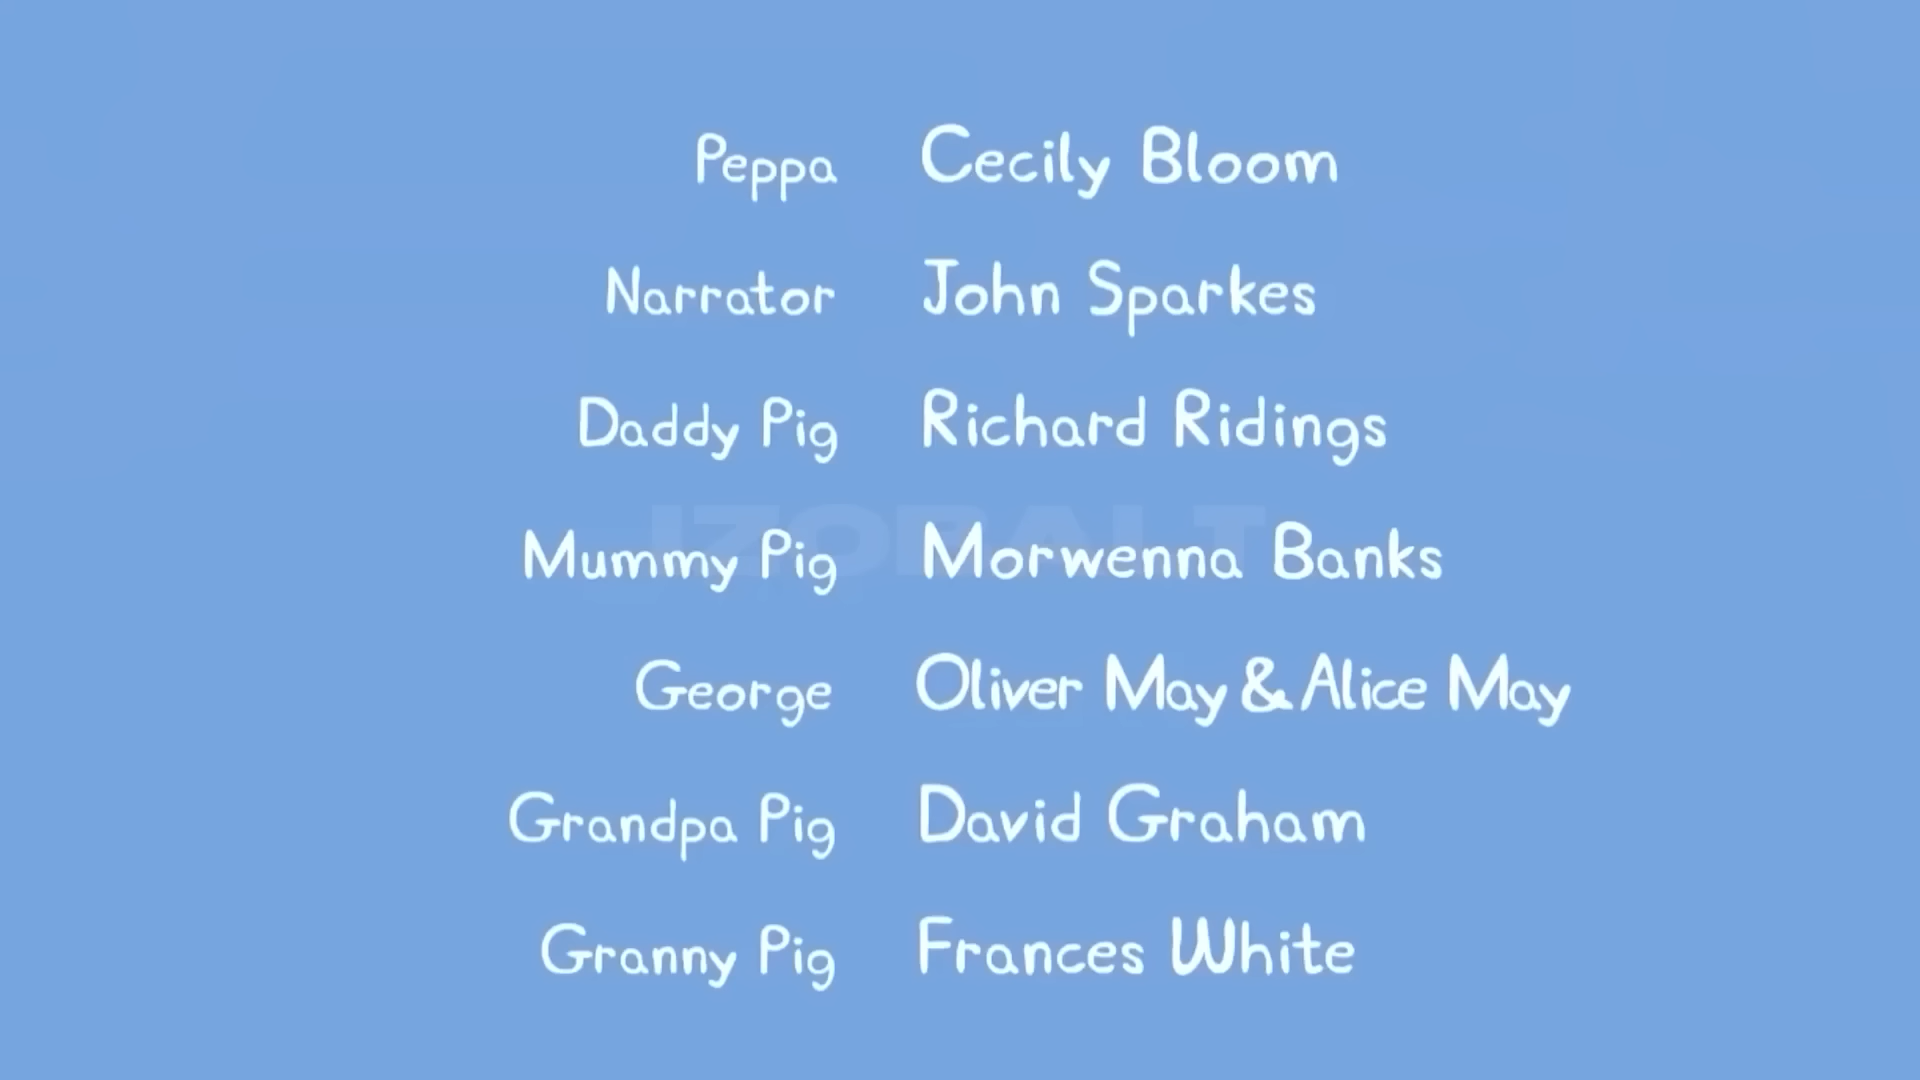 Peppa Cecily Bloom
Narrator John Sparkes
Daddy Pig Richard Ridings
Mummy Pig Morwenna Banks
George Oliver May & Alice May
Grandpa Pig David Graham
Granny Pig Frances White